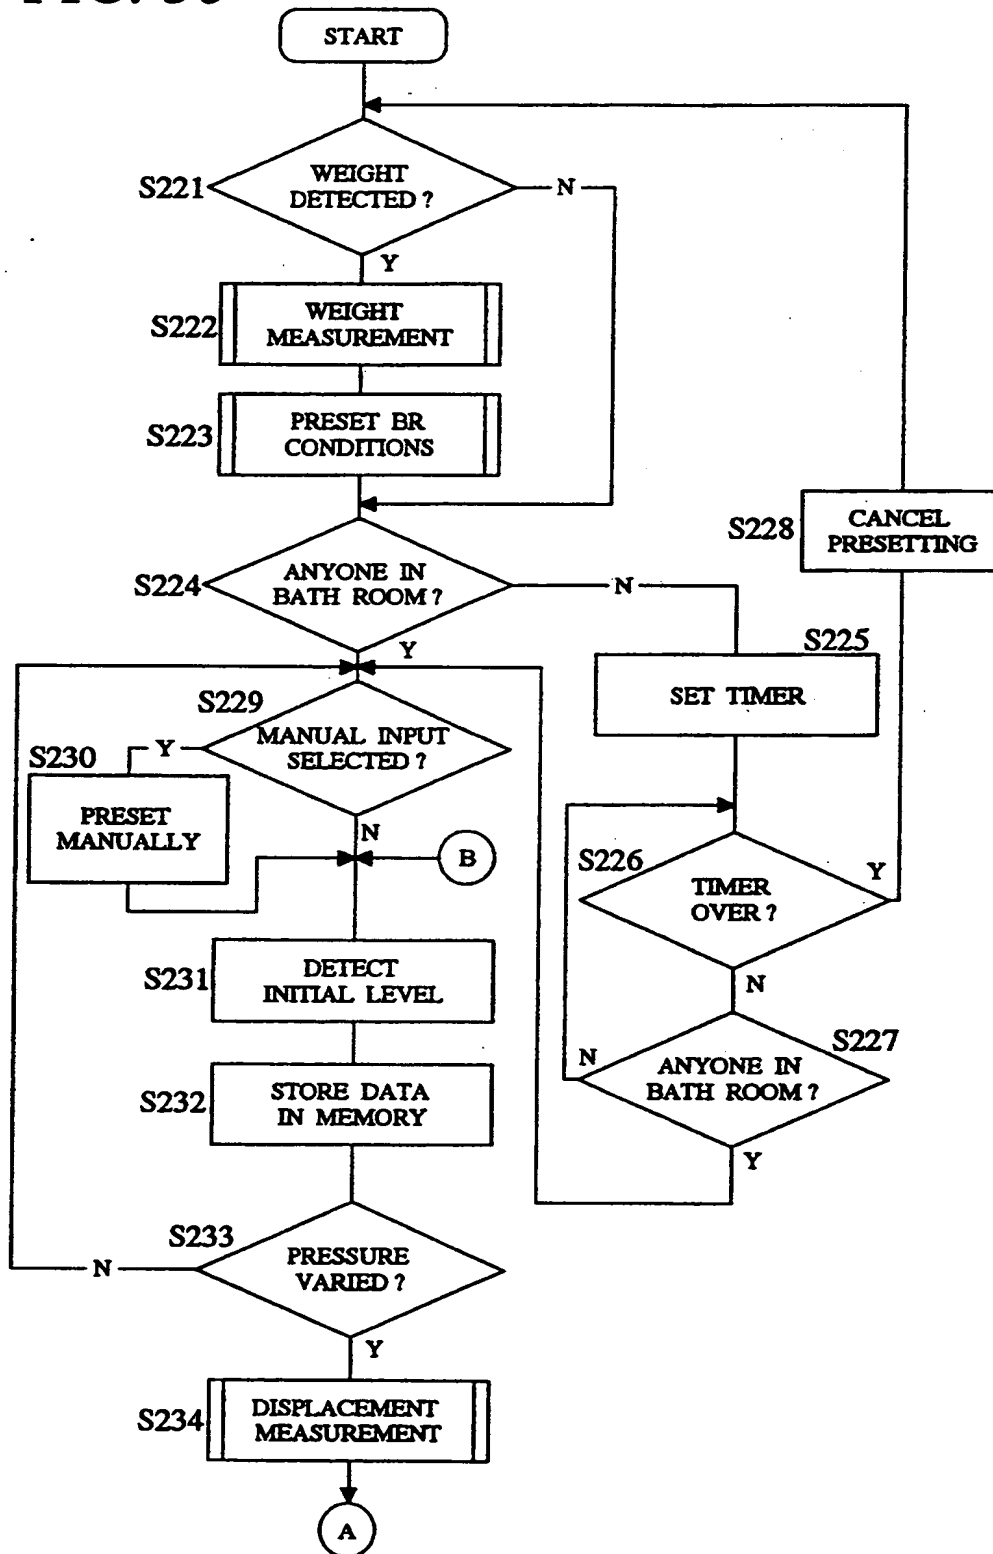 START
S221
WEIGHT
DETECTED ?
N
Y
S222
WEIGHT
MEASUREMENT
S223
PRESET BR
CONDITIONS
S228
CANCEL
PRESETTING
S224
ANYONE IN
BATH ROOM ?
N
Y
S225
SET TIMER
S229
MANUAL INPUT
SELECTED ?
Y
N
S230
PRESET
MANUALLY
B
S226
TIMER
OVER ?
Y
N
S231
DETECT
INITIAL LEVEL
S227
ANYONE IN
BATH ROOM ?
N
Y
S232
STORE DATA
IN MEMORY
S233
PRESSURE
VARIED ?
N
Y
S234
DISPLACEMENT
MEASUREMENT
A